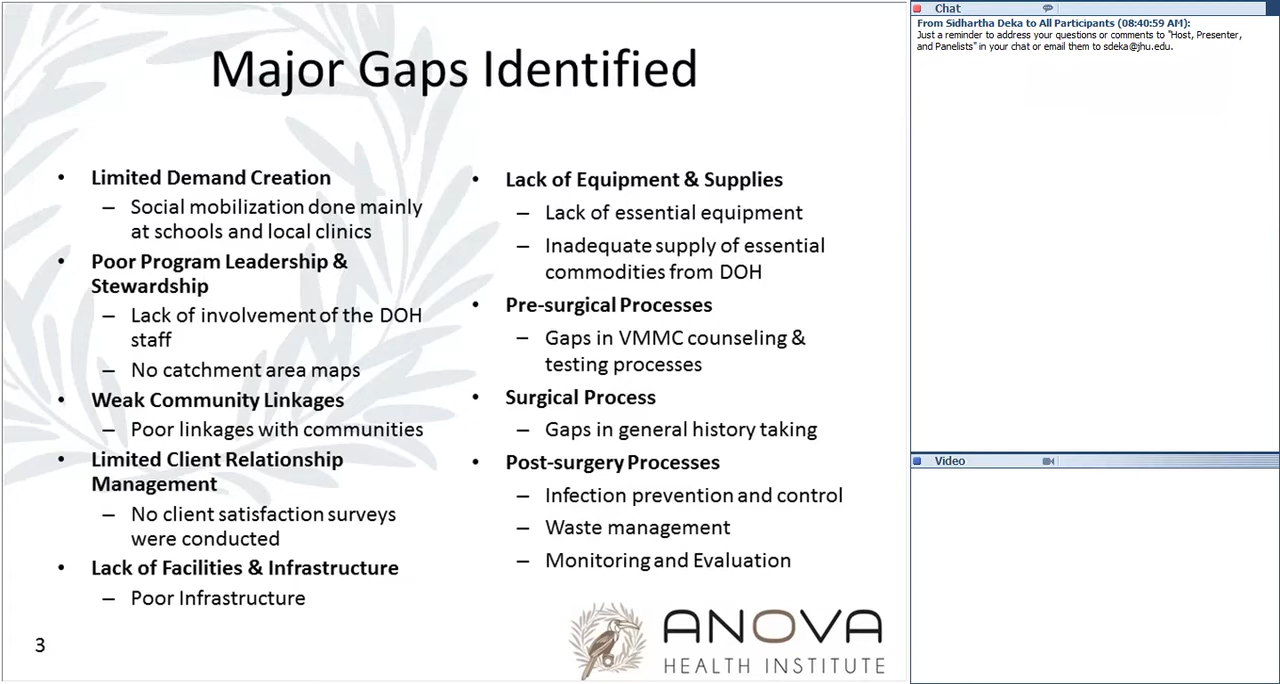 Major Gaps Identified
• Limited Demand Creation
– Social mobilization done mainly
at schools and local clinics
• Poor Program Leadership &
Stewardship
– Lack of involvement of the DOH
staff
– No catchment area maps
• Weak Community Linkages
– Poor linkages with communities
• Limited Client Relationship
Management
– No client satisfaction surveys
were conducted
• Lack of Facilities & Infrastructure
– Poor Infrastructure
• Lack of Equipment & Supplies
– Lack of essential equipment
– Inadequate supply of essential
commodities from DOH
• Pre-surgical Processes
– Gaps in VMMC counseling &
testing processes
• Surgical Process
– Gaps in general history taking
• Post-surgery Processes
– Infection prevention and control
– Waste management
– Monitoring and Evaluation
3
ANOVA
HEALTH INSTITUTE
Chat
From Sidhartha Deka to All Participants (08:40:59 AM):
Just a reminder to address your questions or comments to "Host, Presenter,
and Panelists" in your chat or email them to sdeka@jhu.edu.
Video